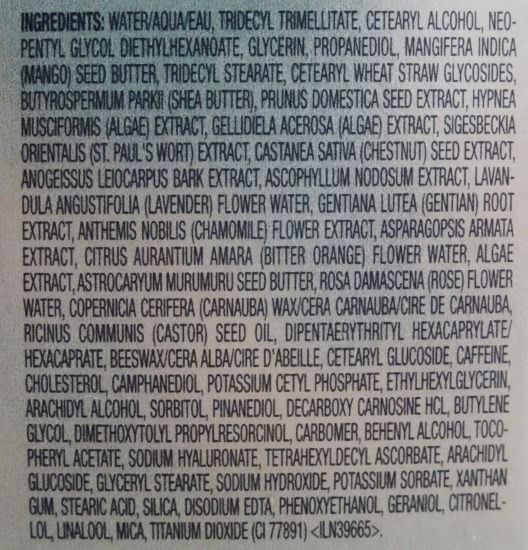 INGREDIENTS: WATER/AQUA/EAU, TRIDECYL TRIMELLITATE, CETEARYL ALCOHOL, NEO-
PENTYL GLYCOL DIETHYLHEXANOATE, GLYCERIN, PROPANEDIOL, MANGIFERA INDICA
(MANGO) SEED BUTTER, TRIDECYL STEARATE, CETEARYL WHEAT STRAW GLYCOSIDES,
BUTYROSPERMUM PARKII (SHEA BUTTER), PRUNUS DOMESTICA SEED EXTRACT, HYPNEA
MUSCIFORMIS (ALGAE) EXTRACT, GELLIDIELA ACEROSA (ALGAE) EXTRACT, SIGESBECKIA
ORIENTALIS (ST. PAUL'S WORT) EXTRACT, CASTANEA SATIVA (CHESTNUT) SEED EXTRACT,
ANOGEISSUS LEIOCARPUS BARK EXTRACT, ASCOPHYLLUM NODOSUM EXTRACT, LAVAN-
DULA ANGUSTIFOLIA (LAVENDER) FLOWER WATER, GENTIANA LUTEA (GENTIAN) ROOT
EXTRACT, ANTHEMIS NOBILIS (CHAMOMILE) FLOWER EXTRACT, ASPARAGOPSIS ARMATA
EXTRACT, CITRUS AURANTIUM AMARA (BITTER ORANGE) FLOWER WATER, ALGAE
EXTRACT, ASTROCARYUM MURUMURU SEED BUTTER, ROSA DAMASCENA (ROSE) FLOWER
WATER, COPERNICIA CERIFERA (CARNAUBA) WAX/CERA CARNAUBA/CIRE DE CARNAUBA,
RICINUS COMMUNIS (CASTOR) SEED OIL, DIPENTAERYTHRITYL HEXACAPRYLATE/
HEXACAPRATE, BEESWAX/CERA ALBA/CIRE D'ABEILLE, CETEARYL GLUCOSIDE, CAFFEINE,
CHOLESTEROL, CAMPHANEDIOL, POTASSIUM CETYL PHOSPHATE, ETHYLHEXYLGLYCERIN,
ARACHIDYL ALCOHOL, SORBITOL, PINANEDIOL, DECARBOXY CARNOSINE HCL, BUTYLENE
GLYCOL, DIMETHOXYTOLYL PROPYLRESORCINOL, CARBOMER, BEHENYL ALCOHOL, TOCO-
PHERYL ACETATE, SODIUM HYALURONATE, TETRAHEXYLDECYL ASCORBATE, ARACHIDYL
GLUCOSIDE, GLYCERYL STEARATE, SODIUM HYDROXIDE, POTASSIUM SORBATE, XANTHAN
GUM, STEARIC ACID, SILICA, DISODIUM EDTA, PHENOXYETHANOL, GERANIOL, CITRONEL-
LOL, LINALOOL, MICA, TITANIUM DIOXIDE (CI 77891) <ILN39665>.